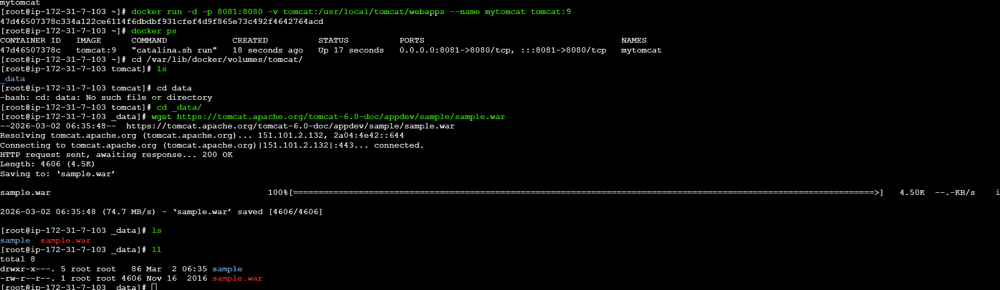 mytomcat
[root@ip-172-31-7-103 ~]# docker run -d -p 8081:8080 -v tomcat:/usr/local/tomcat/webapps --name mytomcat tomcat:9
47d46507378c334a122ce6114f6dbdbf931cfef4d9f865e73c492f4642764acd
[root@ip-172-31-7-103 ~]# docker ps
CONTAINER ID   IMAGE      COMMAND             CREATED          STATUS          PORTS                                       NAMES
47d46507378c   tomcat:9   "catalina.sh run"   18 seconds ago   Up 17 seconds   0.0.0.0:8081->8080/tcp, :::8081->8080/tcp   mytomcat
[root@ip-172-31-7-103 ~]# cd /var/lib/docker/volumes/tomcat/
[root@ip-172-31-7-103 tomcat]# ls
_data
[root@ip-172-31-7-103 tomcat]# cd data
-bash: cd: data: No such file or directory
[root@ip-172-31-7-103 tomcat]# cd _data/
[root@ip-172-31-7-103 _data]# wget https://tomcat.apache.org/tomcat-6.0-doc/appdev/sample/sample.war
--2026-03-02 06:35:48--  https://tomcat.apache.org/tomcat-6.0-doc/appdev/sample/sample.war
Resolving tomcat.apache.org (tomcat.apache.org)... 151.101.2.132, 2a04:4e42::644
Connecting to tomcat.apache.org (tomcat.apache.org)|151.101.2.132|:443... connected.
HTTP request sent, awaiting response... 200 OK
Length: 4606 (4.5K)
Saving to: ‘sample.war’
sample.war 100%[===================================================================================================================>] 4.50K --.-KB/s i
2026-03-02 06:35:48 (74.7 MB/s) - ‘sample.war’ saved [4606/4606]
[root@ip-172-31-7-103 _data]# ls
sample  sample.war
[root@ip-172-31-7-103 _data]# ll
total 8
drwxr-x---. 5 root root   86 Mar  2 06:35 sample
-rw-r--r--. 1 root root 4606 Nov 16  2016 sample.war
[root@ip-172-31-7-103 _data]#